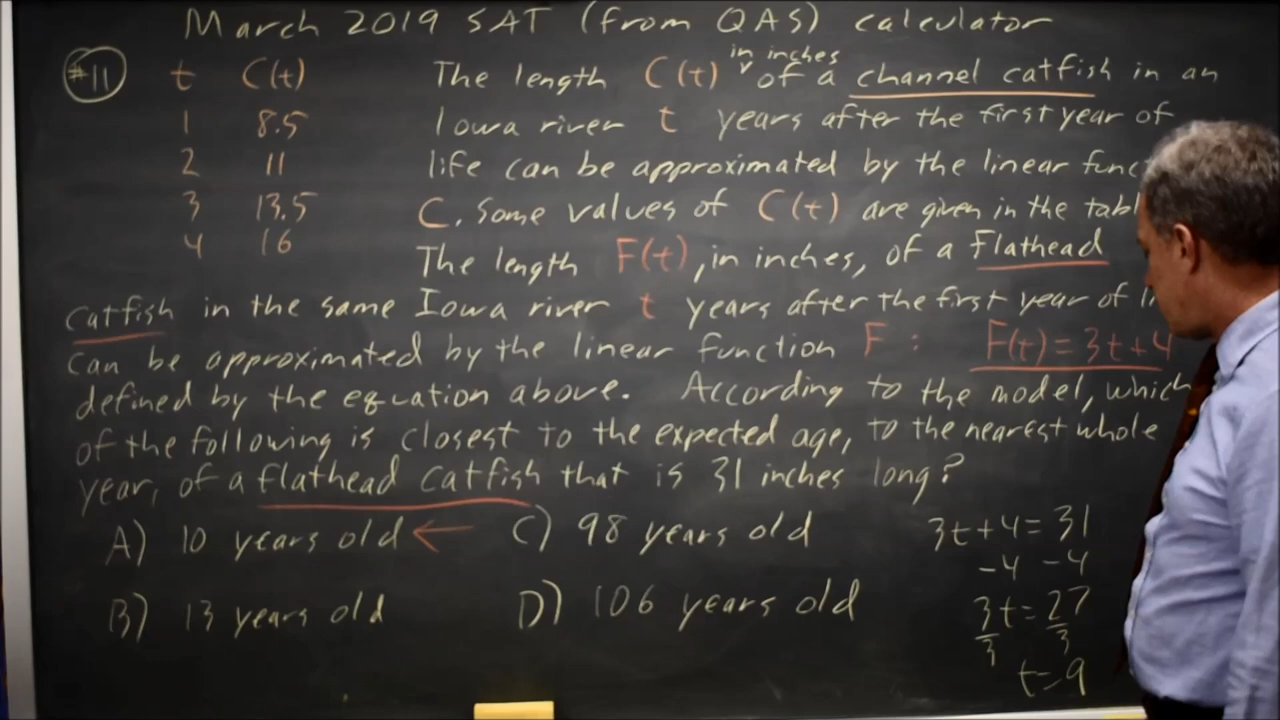 March 2019 SAT (from QAS) calculator
#11 t C(t) The length C(t) in inches of a channel catfish in an
1 8.5 Iowa river t years after the first year of
2 11 life can be approximated by the linear func
3 13.5 C. Some values of C(t) are given in the tabl
4 16 The length F(t), in inches, of a flathead
catfish in the same Iowa river t years after the first year of li
can be approximated by the linear function F: F(t) = 3t+4
defined by the equation above. According to the model, which
of the following is closest to the expected age, to the nearest whole
year, of a flathead catfish that is 31 inches long?
A) 10 years old ← C) 98 years old 3t+4=31
-4 -4
B) 13 years old D) 106 years old 3t=27
3 3
t=9